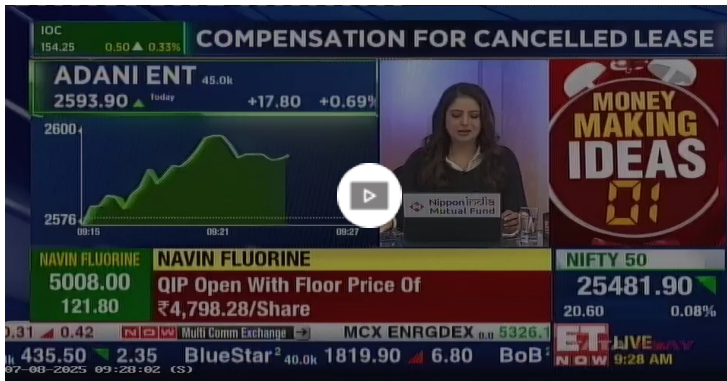 IOC
154.25 0.50 ▲ 0.33%
COMPENSATION FOR CANCELLED LEASE
ADANI ENT 45.0k
2593.90 ▲ Today +17.80 +0.69%
2600
2576
09:15 09:21 09:27
Nippon india
Mutual Fund
MONEY
MAKING
IDEAS
01
NAVIN FLUORINE
5008.00
121.80
NAVIN FLUORINE
QIP Open With Floor Price Of
₹4,798.28/Share
NIFTY 50
25481.90
20.60 0.08%
0.31 0.42 NOW Multi Comm Exchange MCX ENRGDEX 0.0 5326.1
435.50 2.35 BlueStar² 40.0k 1819.90 6.80 BoB
ET
NOW
LIVE
9:28 AM
07-08-2025 09:28:02 (S)